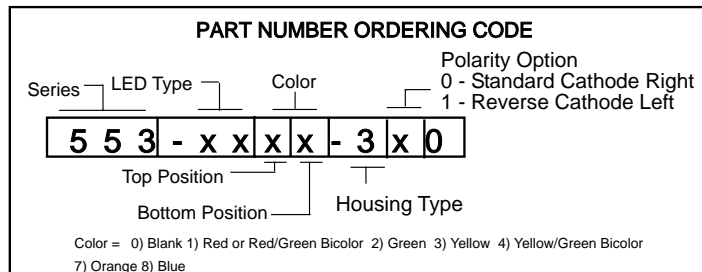 PART NUMBER ORDERING CODE
Polarity Option
0 - Standard Cathode Right
1 - Reverse Cathode Left
Series LED Type Color
5 5 3 - x x x x - 3 x 0
Top Position
Bottom Position
Housing Type
Color = 0) Blank 1) Red or Red/Green Bicolor 2) Green 3) Yellow 4) Yellow/Green Bicolor
7) Orange 8) Blue